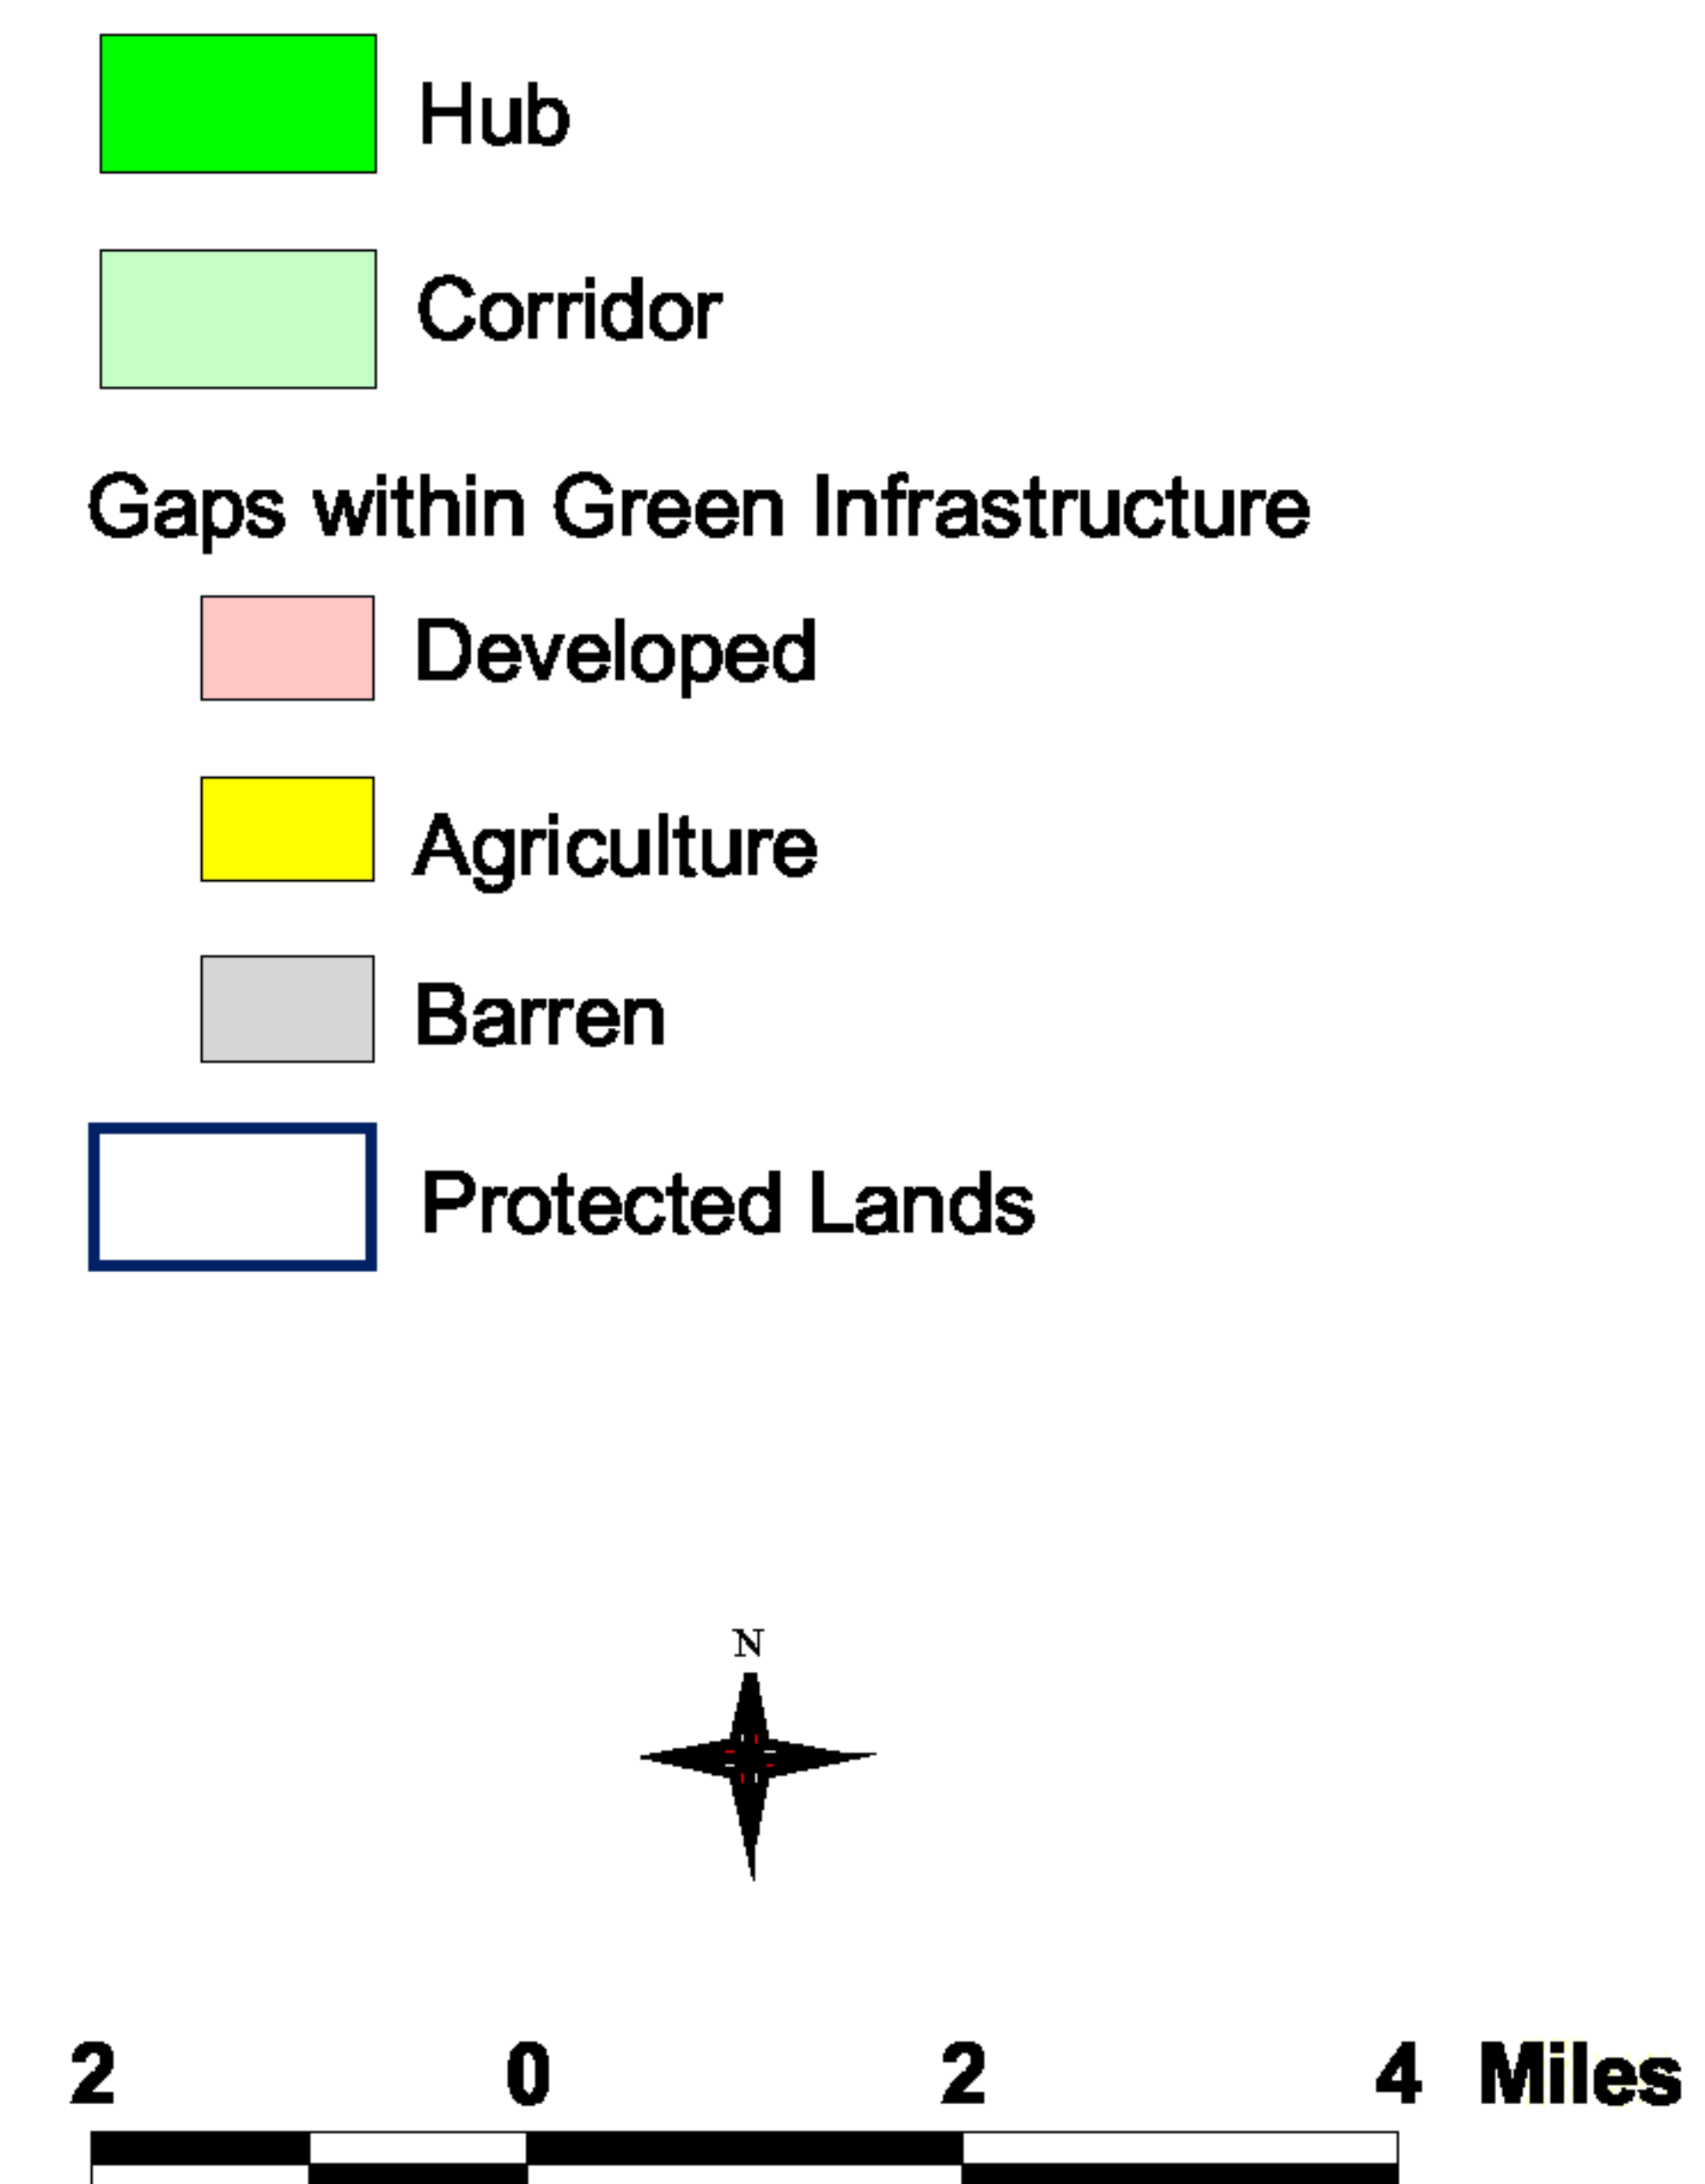 Hub
Corridor
Gaps within Green Infrastructure
Developed
Agriculture
Barren
Protected Lands
N
2 0 2 4 Miles